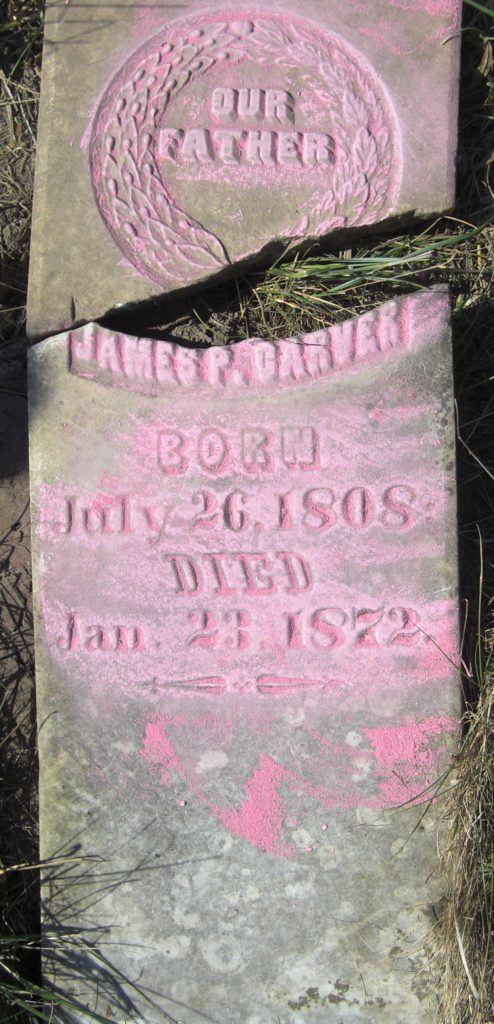 OUR
FATHER
JAMES P. CARVER
BORN
July 26, 1808
DIED
Jan. 23, 1872